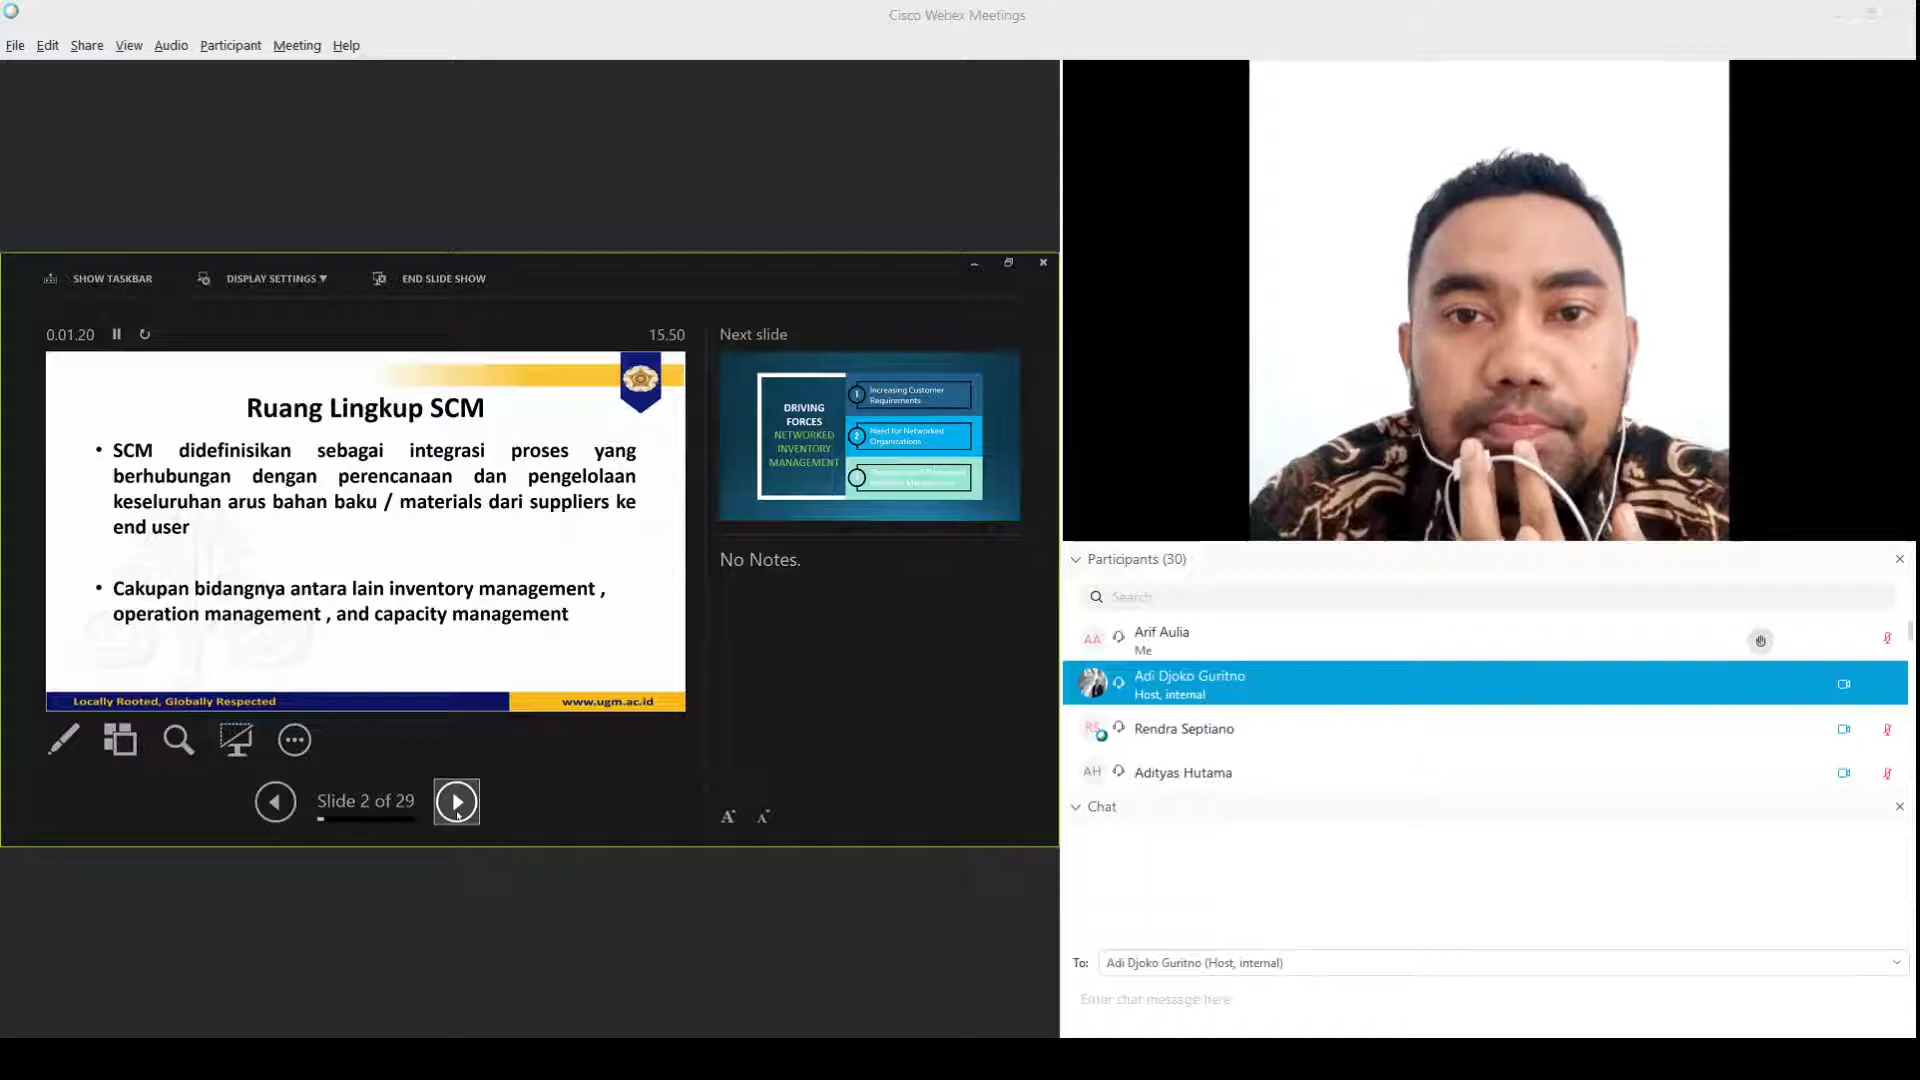 Cisco Webex Meetings
File Edit Share View Audio Participant Meeting Help
SHOW TASKBAR DISPLAY SETTINGS ▾ END SLIDE SHOW
0.01.20
15.50
Next slide
Ruang Lingkup SCM
• SCM didefinisikan sebagai integrasi proses yang
berhubungan dengan perencanaan dan pengelolaan
keseluruhan arus bahan baku / materials dari suppliers ke
end user
• Cakupan bidangnya antara lain inventory management ,
operation management , and capacity management
Locally Rooted, Globally Respected
www.ugm.ac.id
DRIVING
FORCES
NETWORKED
INVENTORY
MANAGEMENT
1
Increasing Customer
Requirements
2
Need for Networked
Organizations
No Notes.
Slide 2 of 29
A A
Participants (30)
Search
AA Arif Aulia
Me
Adi Djoko Guritno
Host, internal
RS Rendra Septiano
AH Adityas Hutama
Chat
To: Adi Djoko Guritno (Host, internal)
Enter chat message here